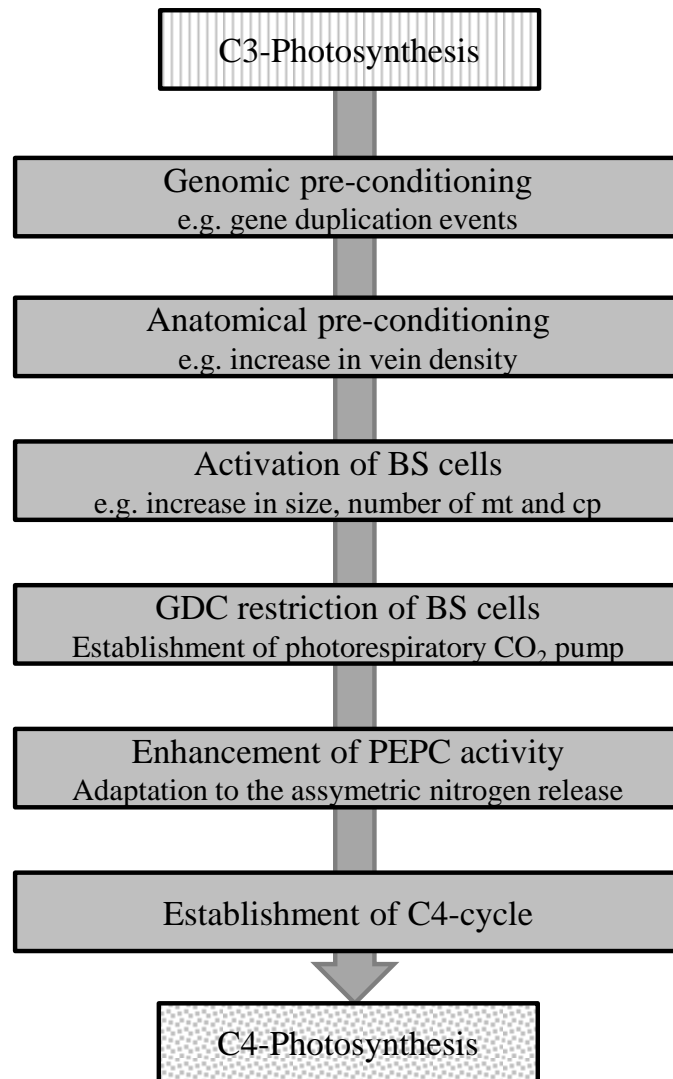 C3-Photosynthesis
Genomic pre-conditioning
e.g. gene duplication events
Anatomical pre-conditioning
e.g. increase in vein density
Activation of BS cells
e.g. increase in size, number of mt and cp
GDC restriction of BS cells
Establishment of photorespiratory CO₂ pump
Enhancement of PEPC activity
Adaptation to the assymetric nitrogen release
Establishment of C4-cycle
C4-Photosynthesis